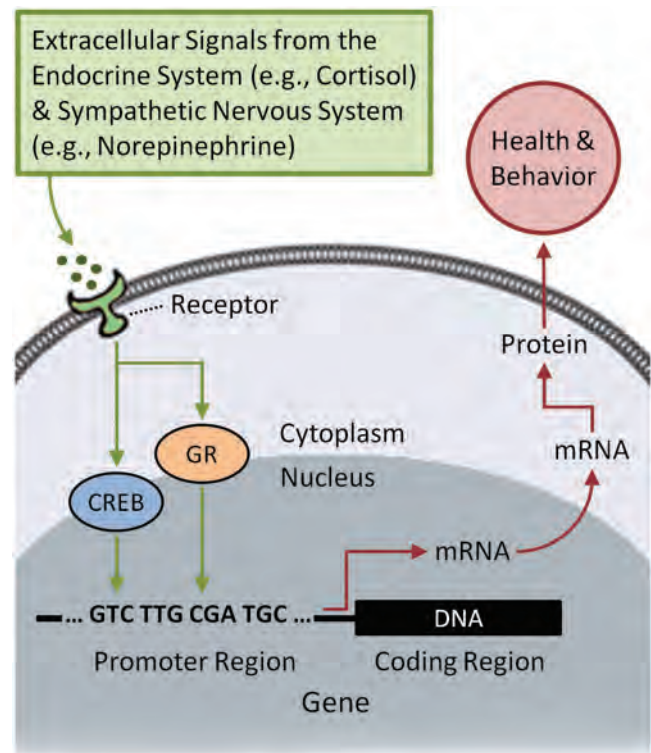 Extracellular Signals from the
Endocrine System (e.g., Cortisol)
& Sympathetic Nervous System
(e.g., Norepinephrine)
Health &
Behavior
Receptor
Protein
Cytoplasm
GR
mRNA
Nucleus
CREB
mRNA
... GTC TTG CGA TGC ...
DNA
Promoter Region
Coding Region
Gene